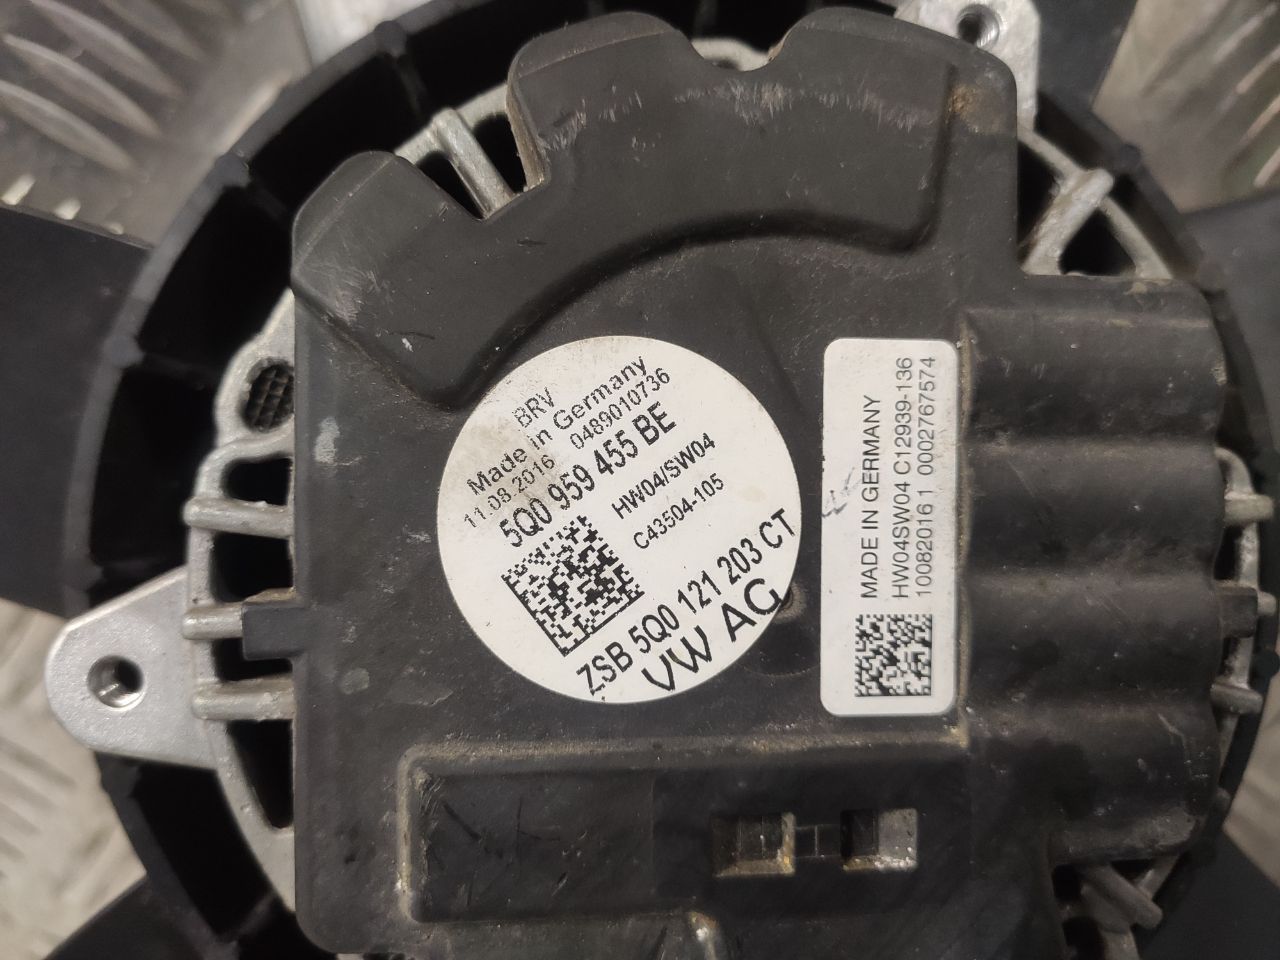 BRV
Made in Germany
11.08.2016 0489010736
5Q0 959 455 BE
HW04/SW04
C43504-105
ZSB 5Q0 121 203 CT
VW AG
MADE IN GERMANY
HW04SW04 C12939-136
100820161 0002767574